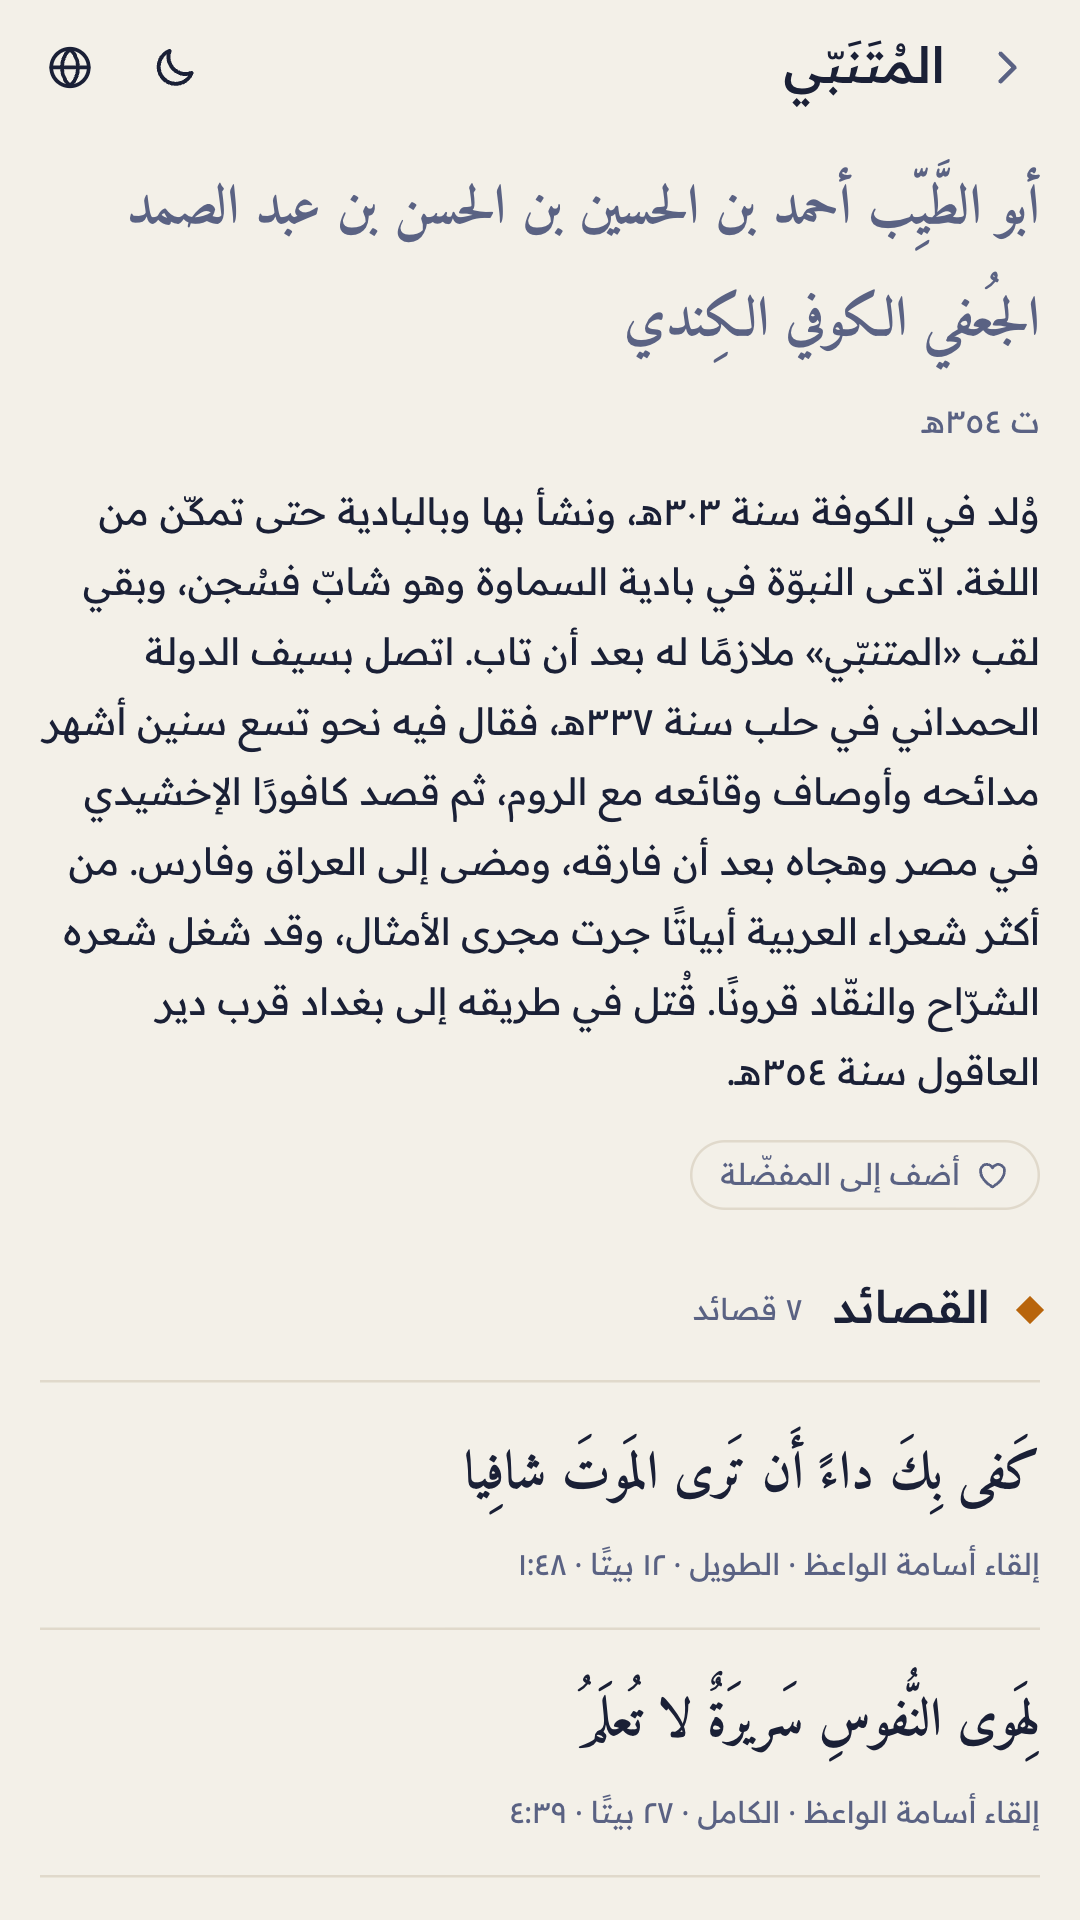 المُتَنَبّي
أبو الطَّيِّب أحمد بن الحسين بن الحسن بن عبد الصمد
الجُعفي الكوفي الكِندي
ت ٣٥٤هـ
وُلد في الكوفة سنة ٣٠٣هـ، ونشأ بها وبالبادية حتى تمكّن من
اللغة. ادّعى النبوّة في بادية السماوة وهو شابّ فسُجن، وبقي
لقب «المتنبّي» ملازمًا له بعد أن تاب. اتصل بسيف الدولة
الحمداني في حلب سنة ٣٣٧هـ، فقال فيه نحو تسع سنين أشهر
مدائحه وأوصاف وقائعه مع الروم، ثم قصد كافورًا الإخشيدي
في مصر وهجاه بعد أن فارقه، ومضى إلى العراق وفارس. من
أكثر شعراء العربية أبياتًا جرت مجرى الأمثال، وقد شغل شعره
الشرّاح والنقّاد قرونًا. قُتل في طريقه إلى بغداد قرب دير
العاقول سنة ٣٥٤هـ.
أضف إلى المفضّلة
القصائد ٧ قصائد
كَفى بِكَ داءً أَن تَرى المَوتَ شافِيا
إلقاء أسامة الواعظ · الطويل · ١٢ بيتًا · ١:٤٨
لِهَوى النُّفوسِ سَريرَةٌ لا تُعلَمُ
إلقاء أسامة الواعظ · الكامل · ٢٧ بيتًا · ٤:٣٩